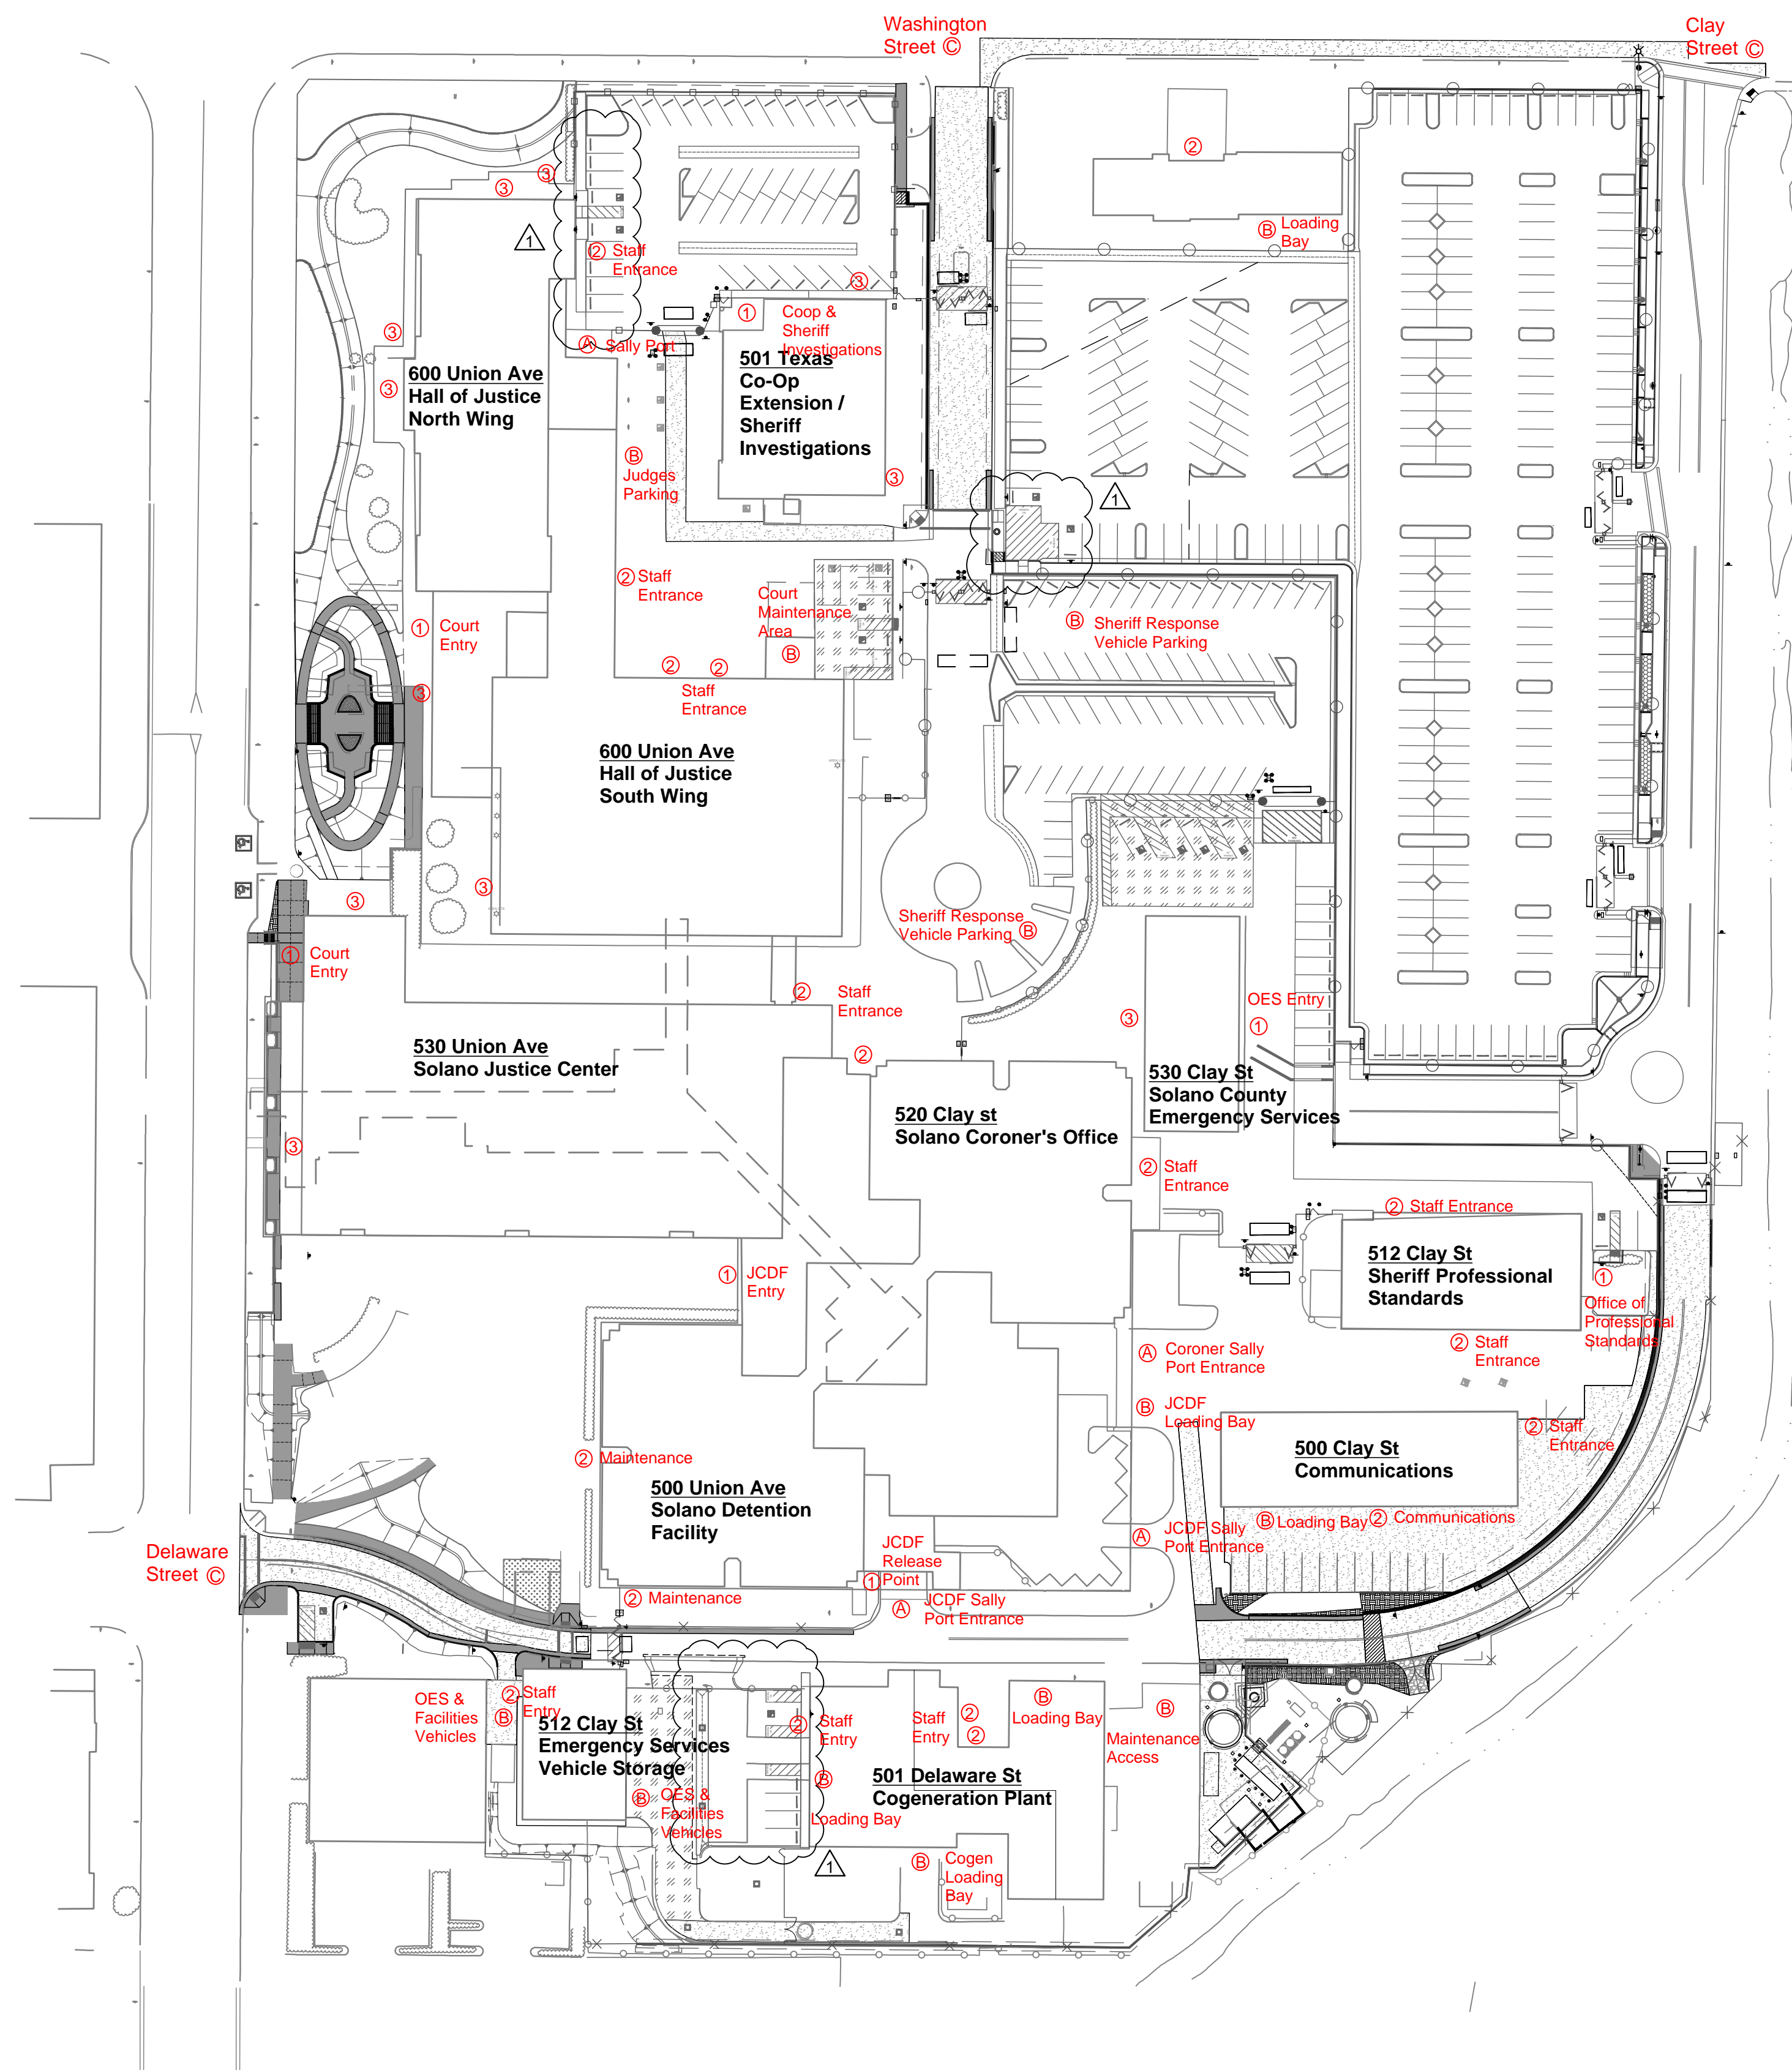 Washington
Street ©
Clay
Street ©
2
B Loading
Bay
3
3
1
2 Staff
Entrance
3
1
Coop &
Sheriff
Investigations
A Sally Port
501 Texas
Co-Op
Extension /
Sheriff
Investigations
3
3
600 Union Ave
Hall of Justice
North Wing
B
Judges
Parking
3
1
2 Staff
Entrance
Court
Maintenance
Area
B
1 Court
Entry
B Sheriff Response
Vehicle Parking
2
2
Staff
Entrance
3
600 Union Ave
Hall of Justice
South Wing
3
3
Sheriff Response
Vehicle Parking B
1 Court
Entry
2 Staff
Entrance
OES Entry
1
3
530 Union Ave
Solano Justice Center
2
530 Clay St
Solano County
Emergency Services
520 Clay st
Solano Coroner's Office
3
2 Staff
Entrance
2 Staff Entrance
512 Clay St
Sheriff Professional
Standards
1
Office of
Professional
Standards
1 JCDF
Entry
A Coroner Sally
Port Entrance
2 Staff
Entrance
B JCDF
Loading Bay
2 Staff
Entrance
500 Clay St
Communications
2 Maintenance
500 Union Ave
Solano Detention
Facility
B Loading Bay 2 Communications
A JCDF Sally
Port Entrance
Delaware
Street ©
JCDF
Release
Point
1
2 Maintenance
A JCDF Sally
Port Entrance
OES &
Facilities
Vehicles
2 Staff
Entry
B
512 Clay St
Emergency Services
Vehicle Storage
2 Staff
Entry
Staff
Entry
2
2
B
Loading Bay
B
Maintenance
Access
B
Loading Bay
501 Delaware St
Cogeneration Plant
B OES &
Facilities
Vehicles
1
B Cogen
Loading
Bay